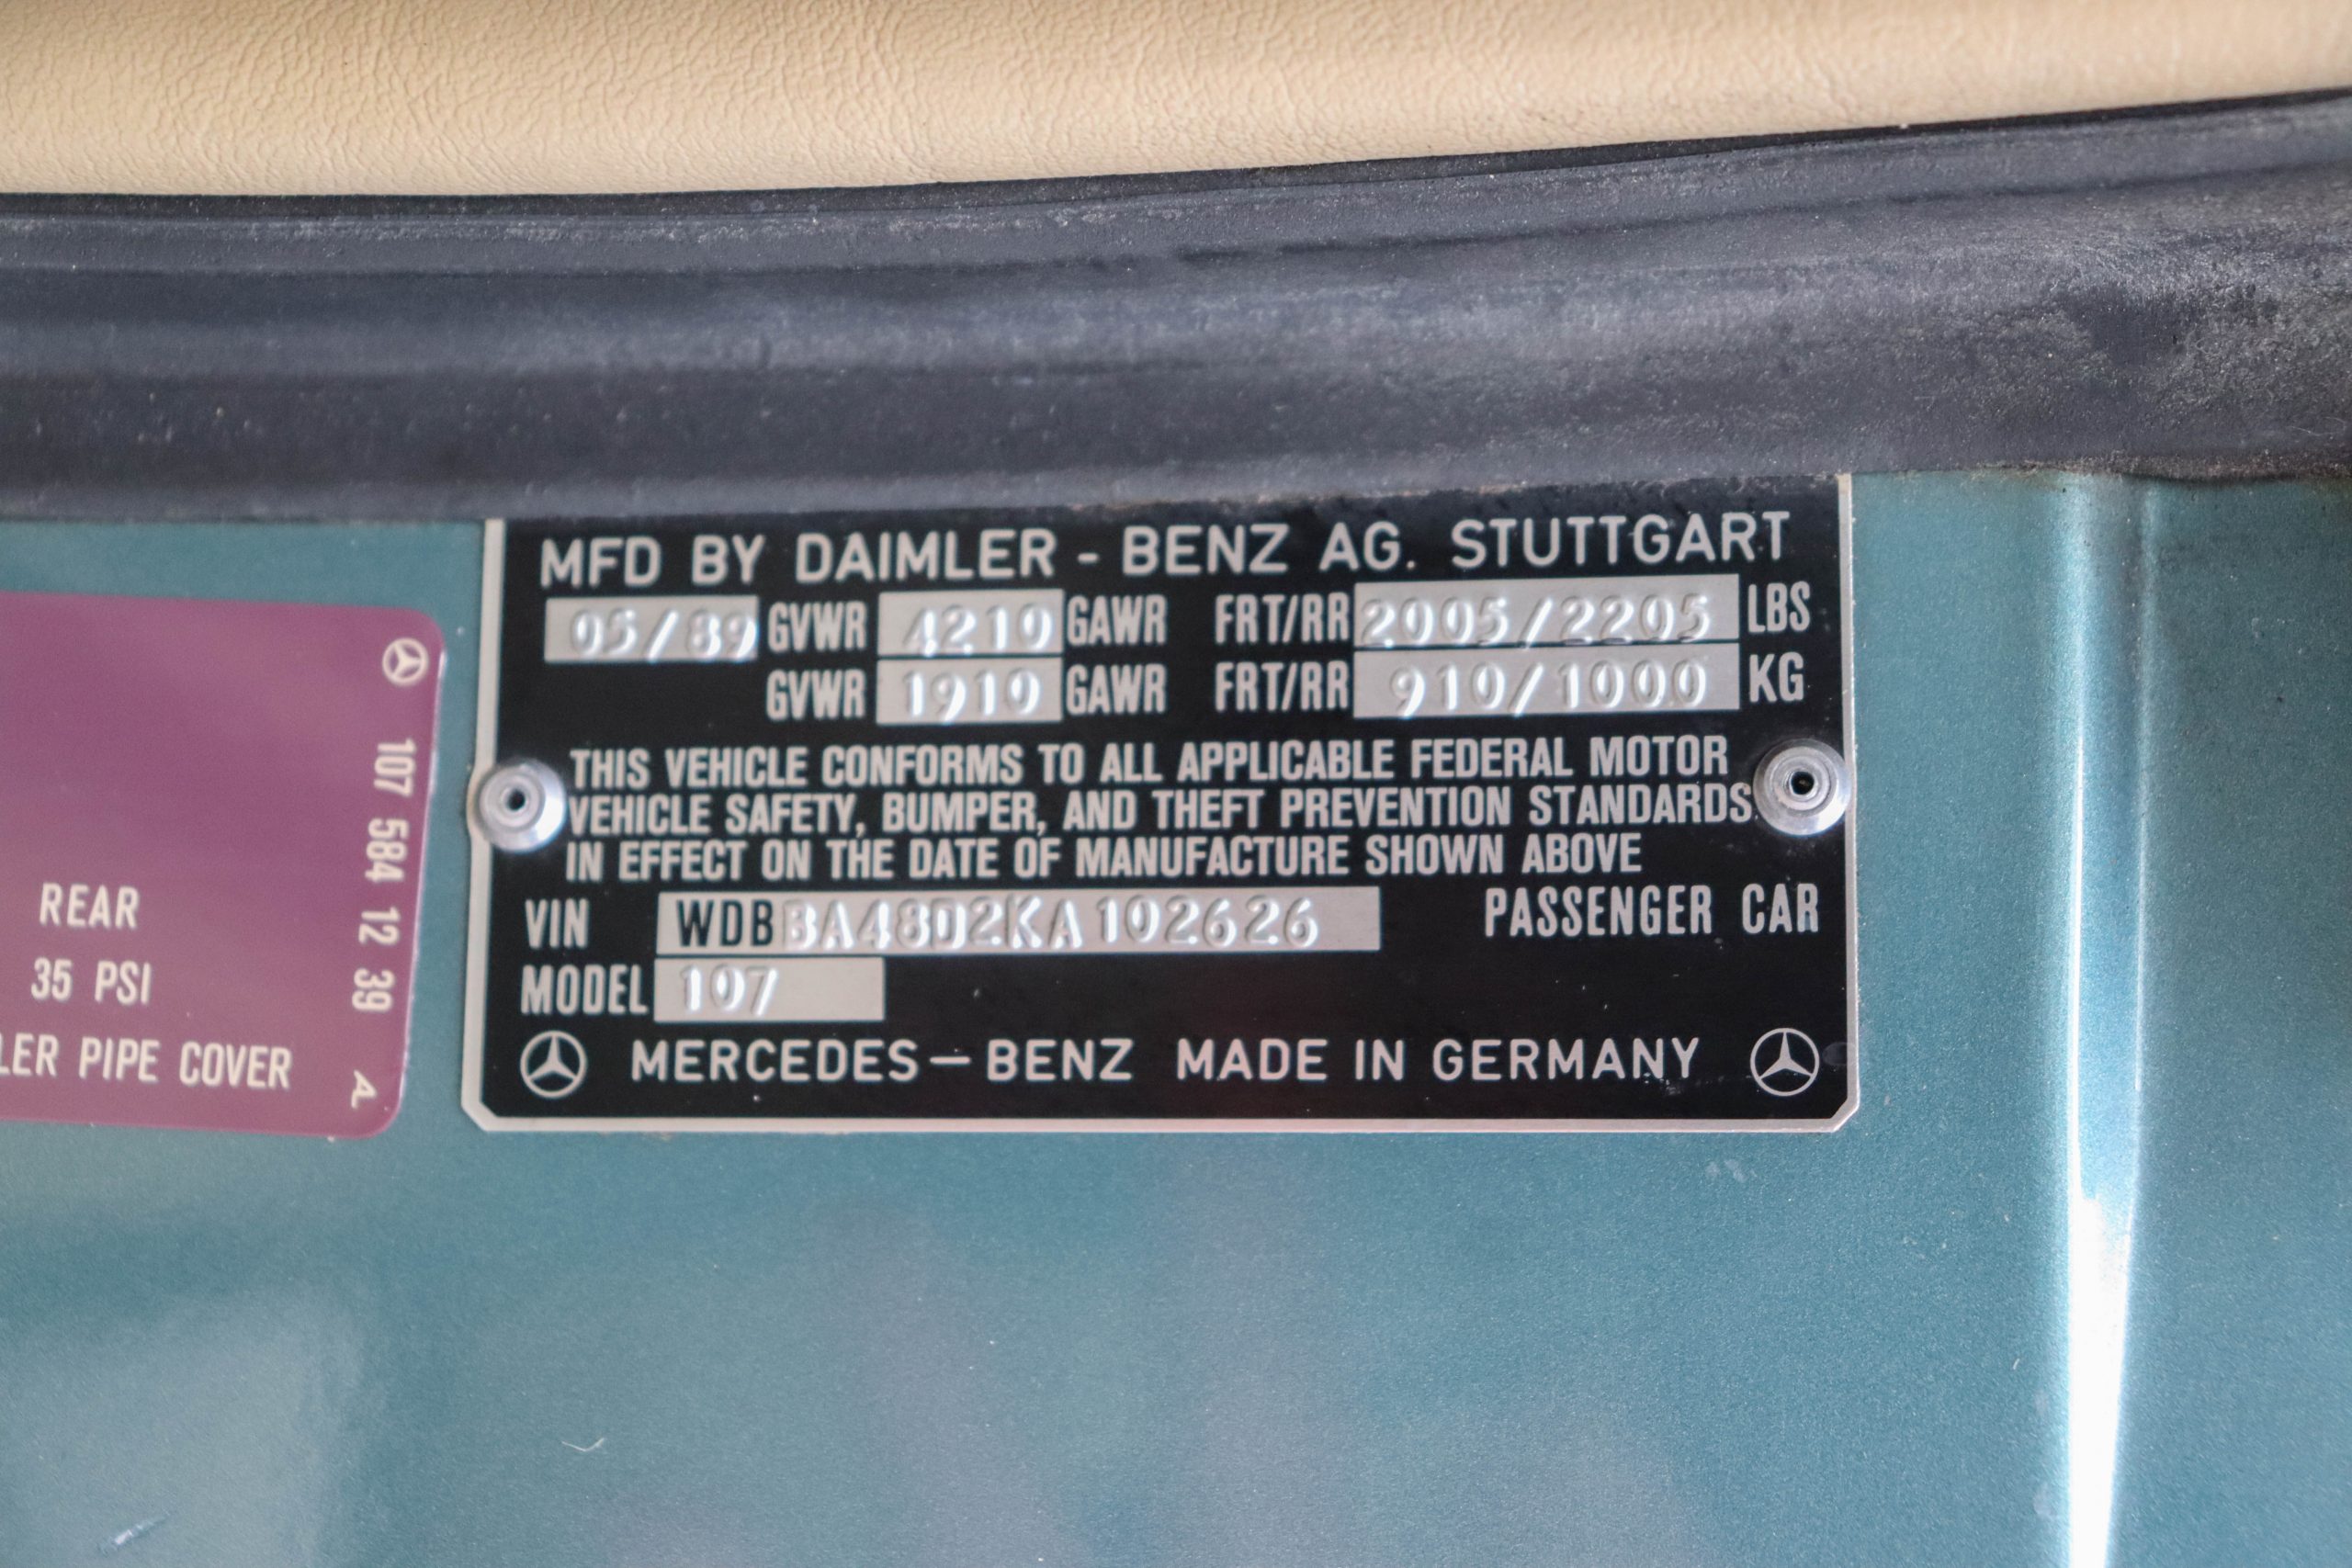 MFD BY DAIMLER - BENZ AG. STUTTGART
05/89 GVWR 4210 GAWR FRT/RR 2005/2205 LBS
GVWR 1910 GAWR FRT/RR 910/1000 KG
THIS VEHICLE CONFORMS TO ALL APPLICABLE FEDERAL MOTOR
VEHICLE SAFETY, BUMPER, AND THEFT PREVENTION STANDARDS
IN EFFECT ON THE DATE OF MANUFACTURE SHOWN ABOVE
VIN WDBBA48D2KA102626 PASSENGER CAR
MODEL 107
MERCEDES-BENZ MADE IN GERMANY
REAR
35 PSI
PIPE COVER
107 584 12 39 A